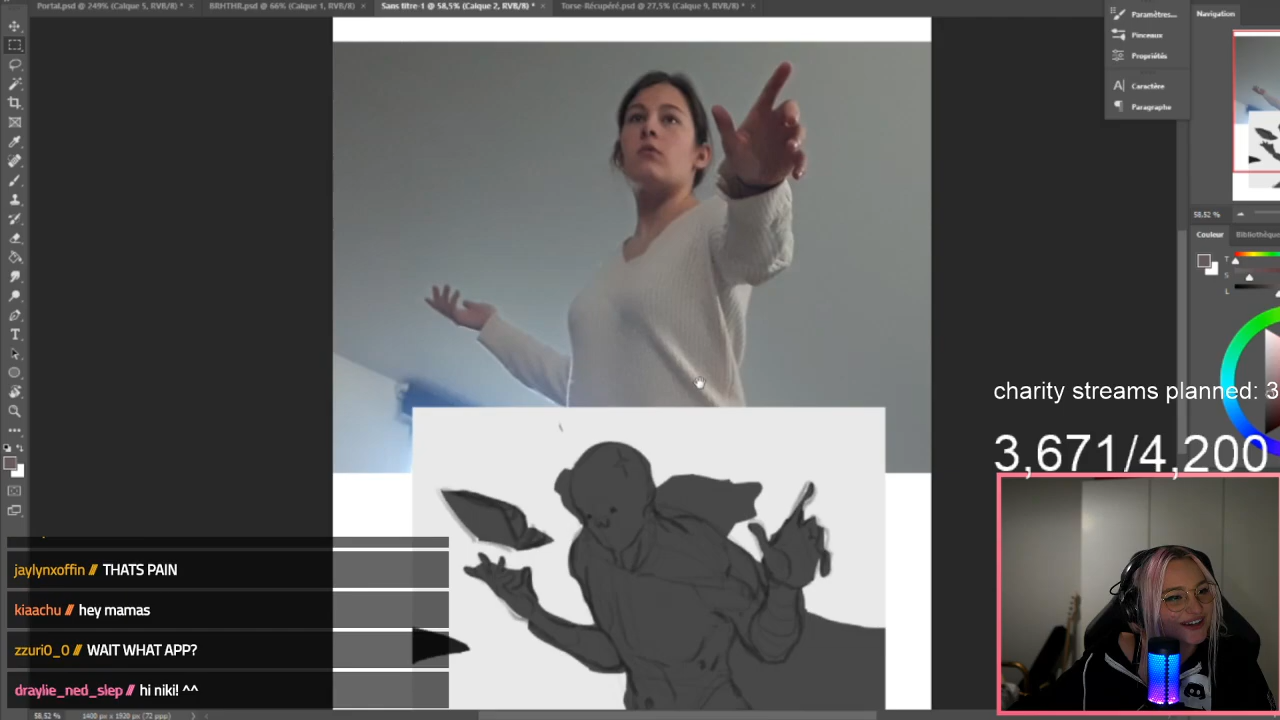 Portal.psd @ 249% (Calque 5, RVB/8) *
BRHTHR.psd @ 66% (Calque 1, RVB/8)
Sans titre-1 @ 58,5% (Calque 2, RVB/8) *
Torse-Récupéré.psd @ 27,5% (Calque 9, RVB/8) *
Paramètres...
Pinceaux
Propriétés
Caractère
Paragraphe
Navigation
58,52 %
Couleur
Bibliothèque
T
S
L
charity streams planned: 3
3,671/4,200
jaylynxoffin // THATS PAIN
kiaachu // hey mamas
zzuri0_0 // WAIT WHAT APP?
draylie_ned_slep // hi niki! ^^
58,52 %
1400 px x 1920 px (72 ppp)